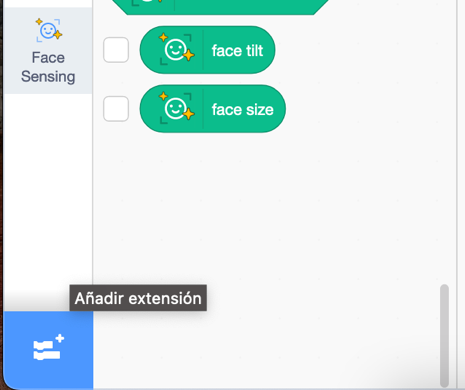 Face
Sensing
face tilt
face size
Añadir extensión